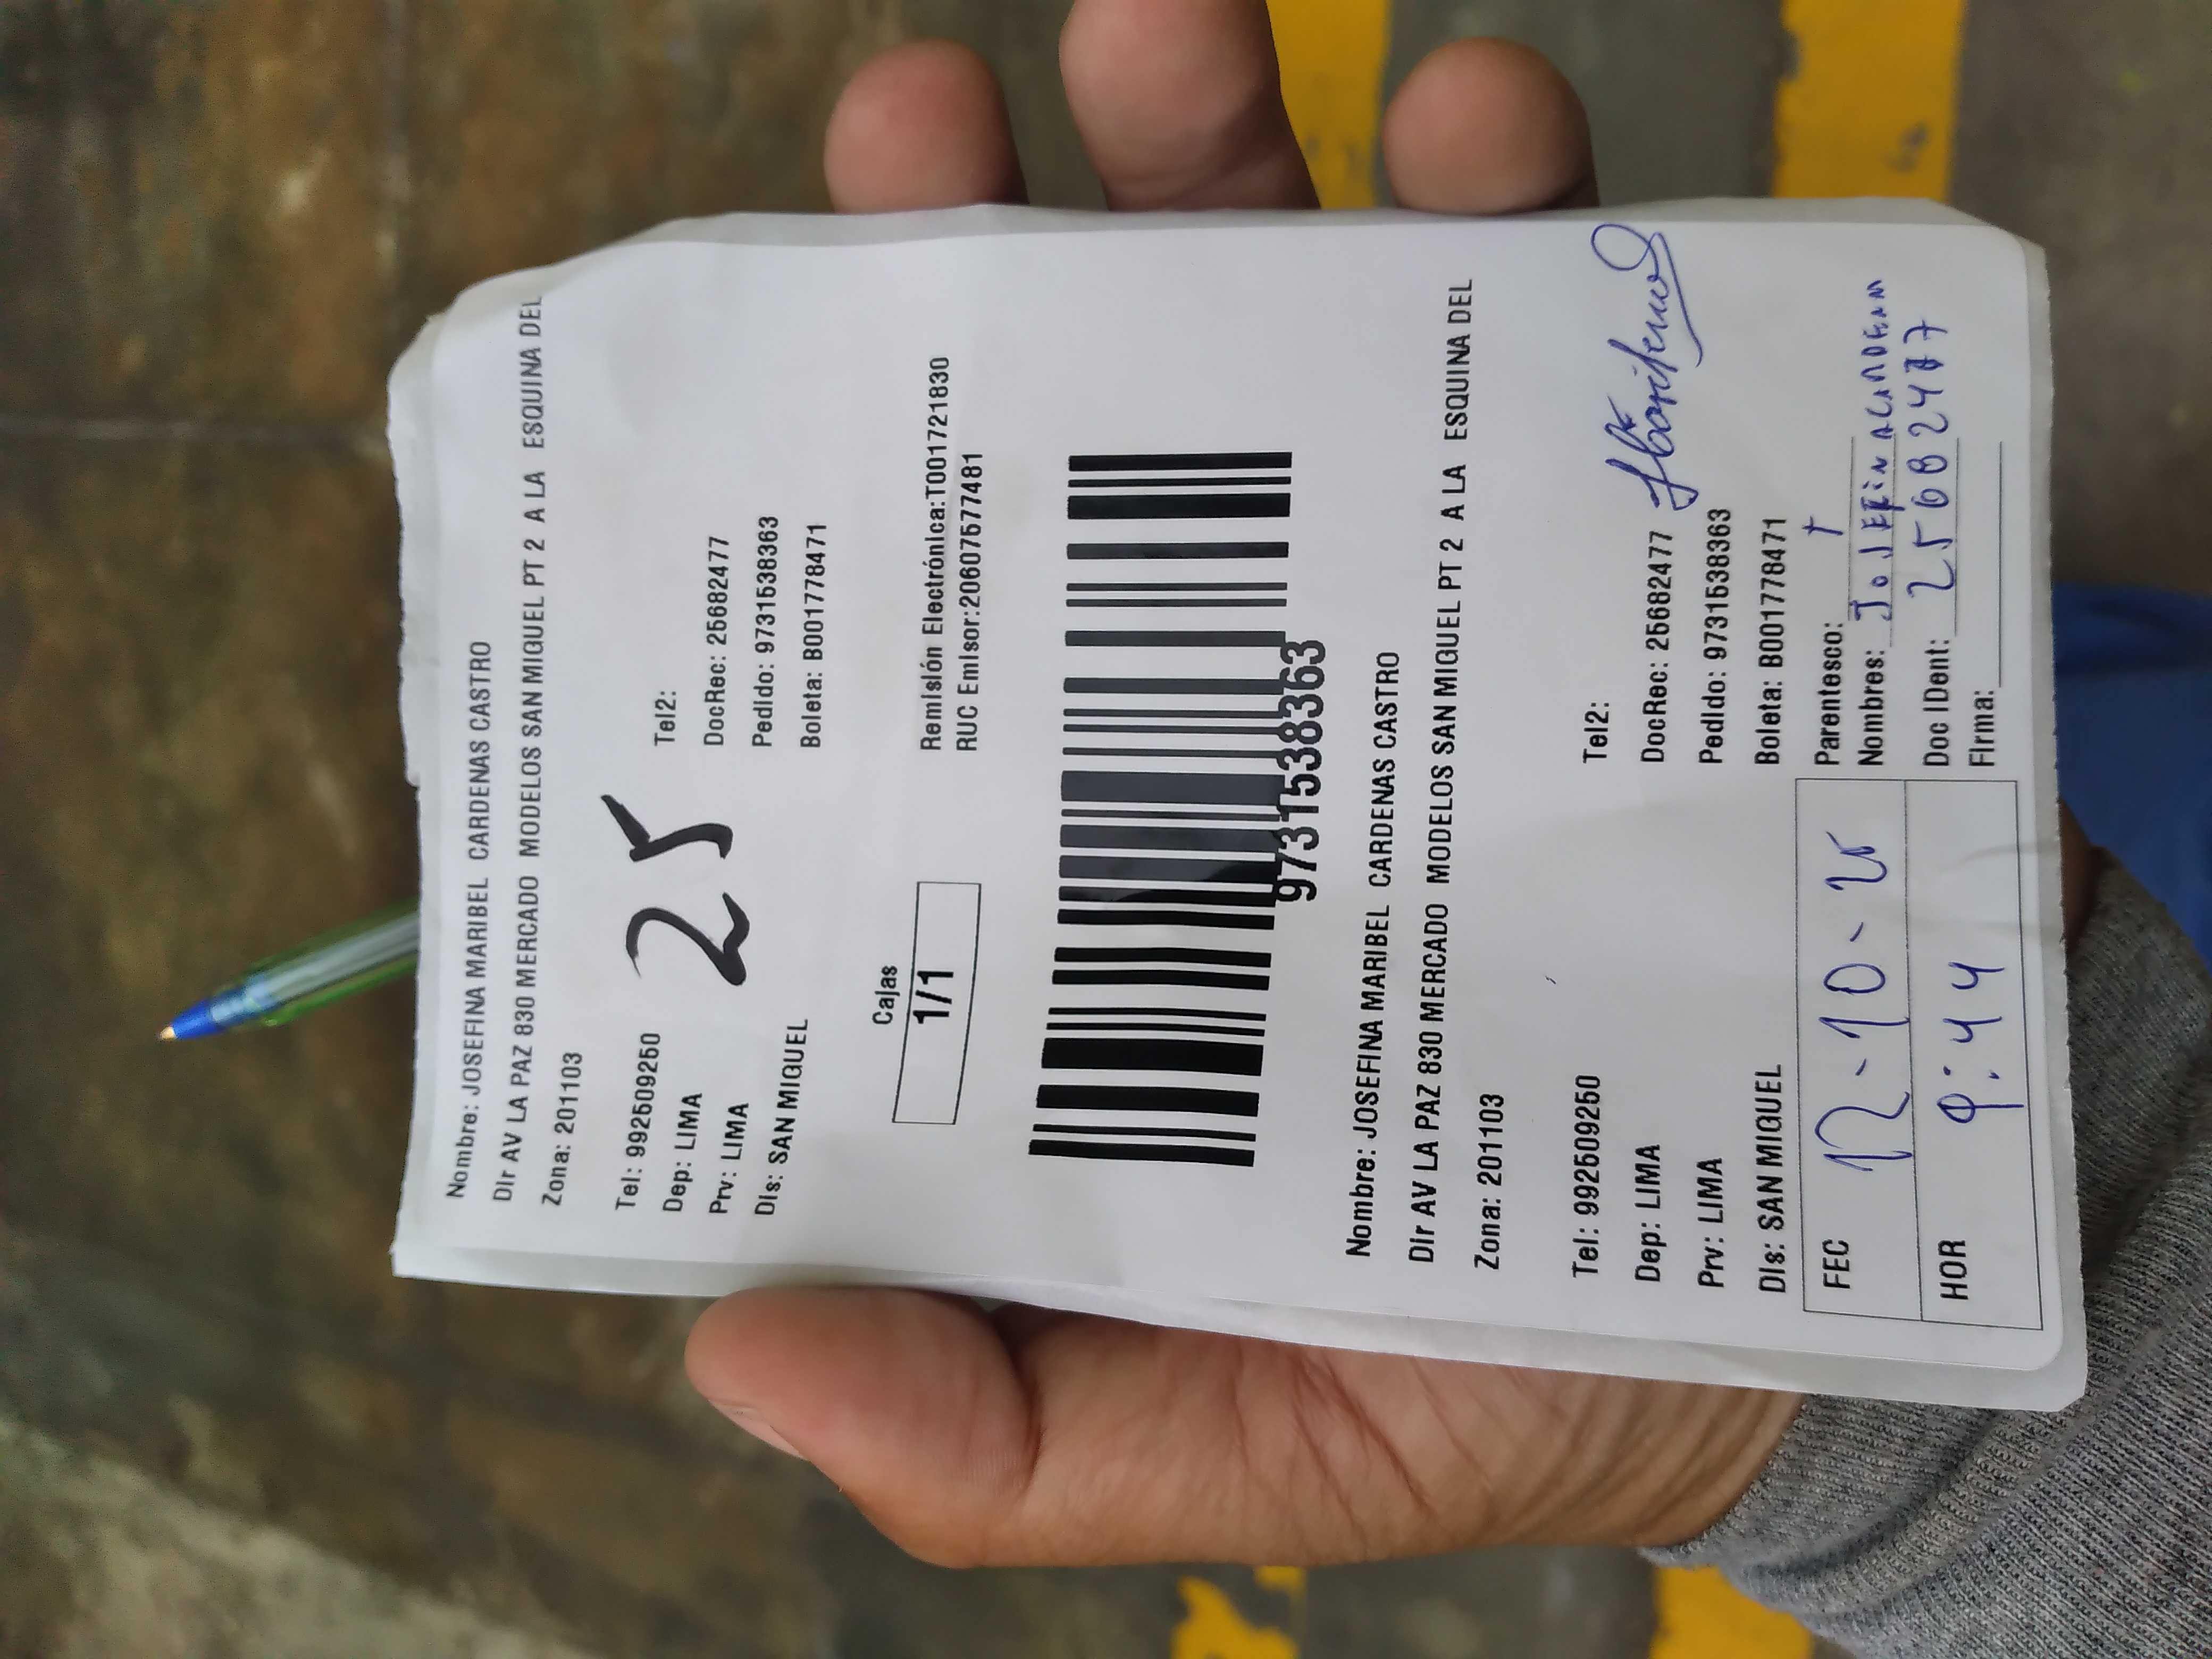 Nombre: JOSEFINA MARIBEL CARDENAS CASTRO
Dir AV LA PAZ 830 MERCADO MODELOS SAN MIGUEL PT 2 A LA ESQUINA DEL
Zona: 201103
Tel: 992509250 Tel2:
Dep: LIMA DocRec: 25682477
Prv: LIMA Pedido: 9731538363
Dis: SAN MIGUEL Boleta: B001778471
25
Cajas
1/1
Remisión Electrónica:T001721830
RUC Emisor:20607577481
9731538363
Nombre: JOSEFINA MARIBEL CARDENAS CASTRO
Dir AV LA PAZ 830 MERCADO MODELOS SAN MIGUEL PT 2 A LA ESQUINA DEL
Zona: 201103
Tel: 992509250 Tel2:
Dep: LIMA DocRec: 25682477
Prv: LIMA Pedido: 9731538363
Dis: SAN MIGUEL Boleta: B001778471
FEC 12-10-25
HOR 9:44
Parentesco: T
Nombres: JOSEFINA
Doc IDent: 25682477
Firma: